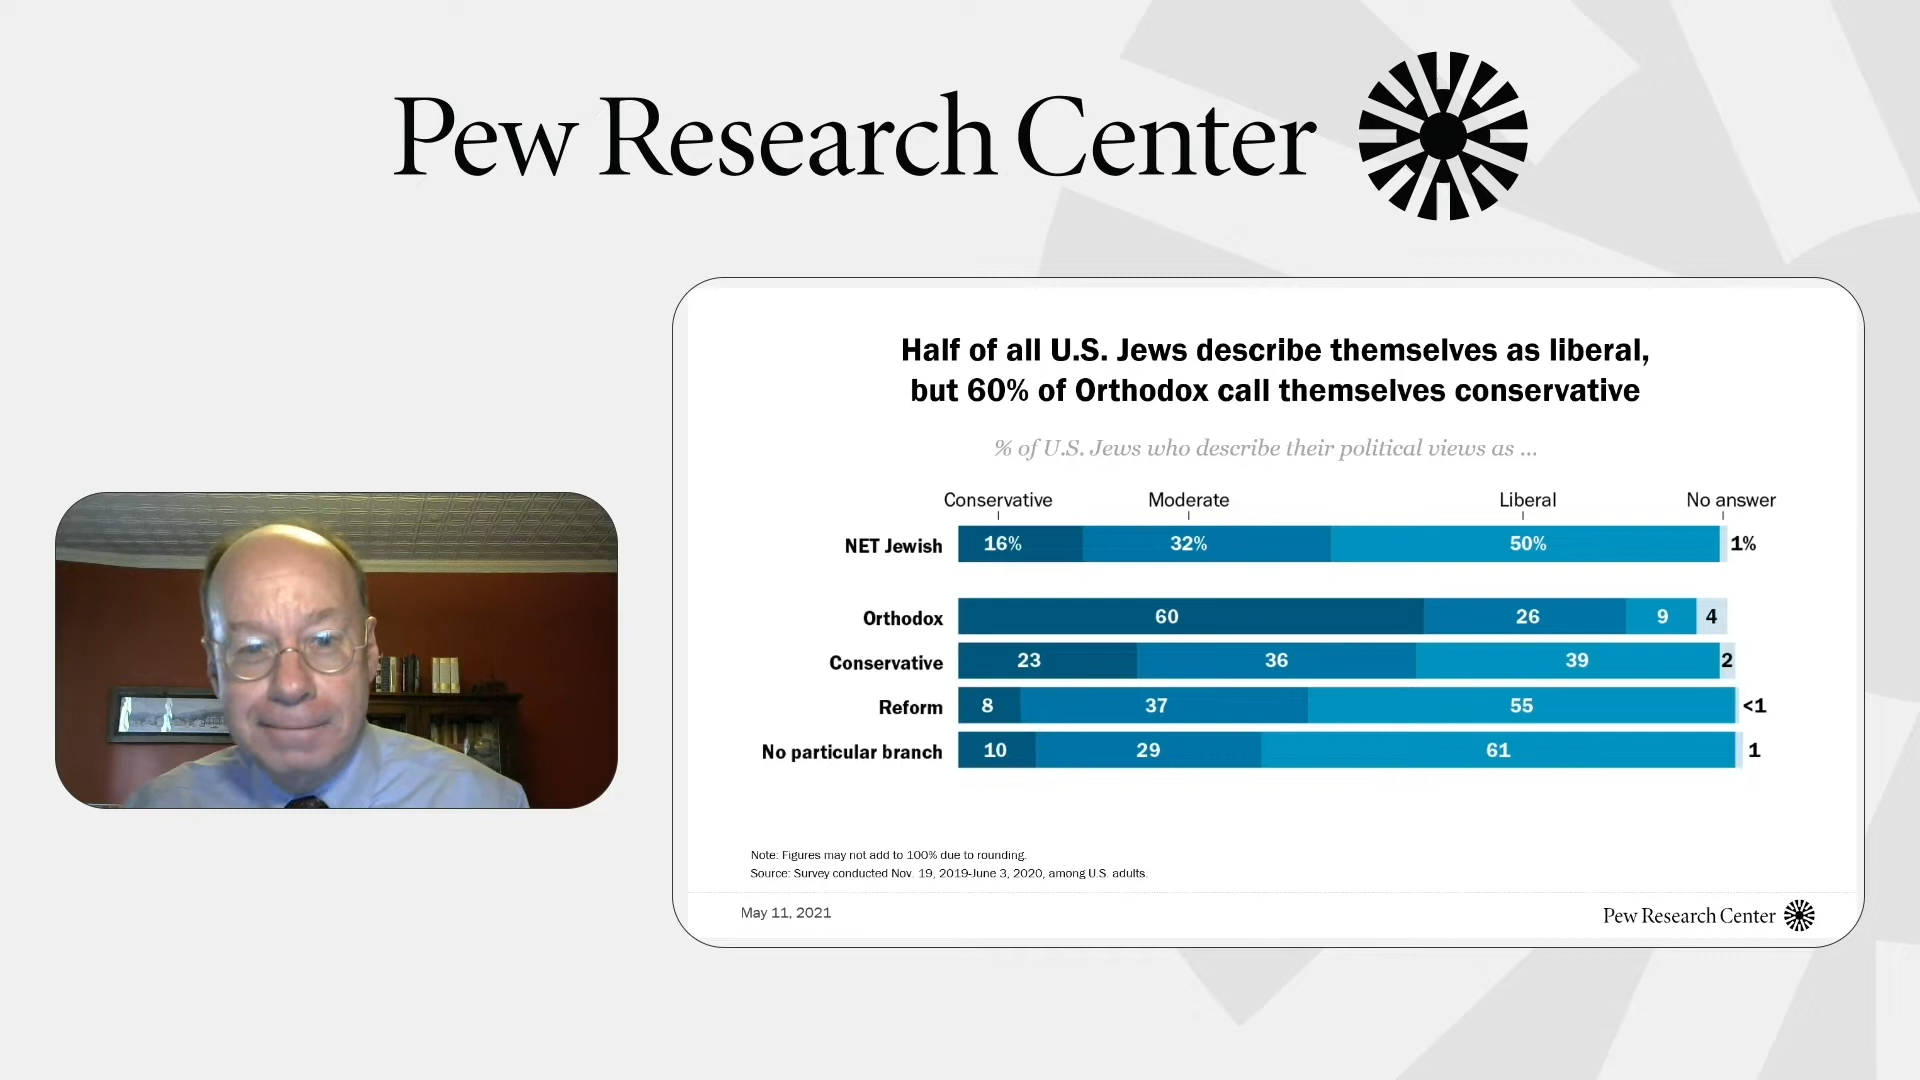 Pew Research Center
Half of all U.S. Jews describe themselves as liberal,
but 60% of Orthodox call themselves conservative
% of U.S. Jews who describe their political views as ...
Conservative Moderate Liberal No answer
NET Jewish 16% 32% 50% 1%
Orthodox 60 26 9 4
Conservative 23 36 39 2
Reform 8 37 55 <1
No particular branch 10 29 61 1
Note: Figures may not add to 100% due to rounding.
Source: Survey conducted Nov. 19, 2019-June 3, 2020, among U.S. adults.
May 11, 2021
Pew Research Center